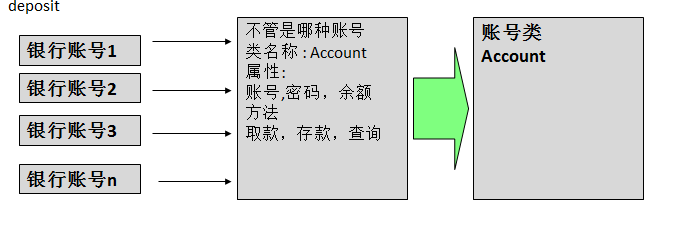 deposit
银行账号1
银行账号2
银行账号3
银行账号n
不管是哪种账号
类名称 : Account
属性:
账号,密码，余额
方法
取款，存款，查询
账号类
Account